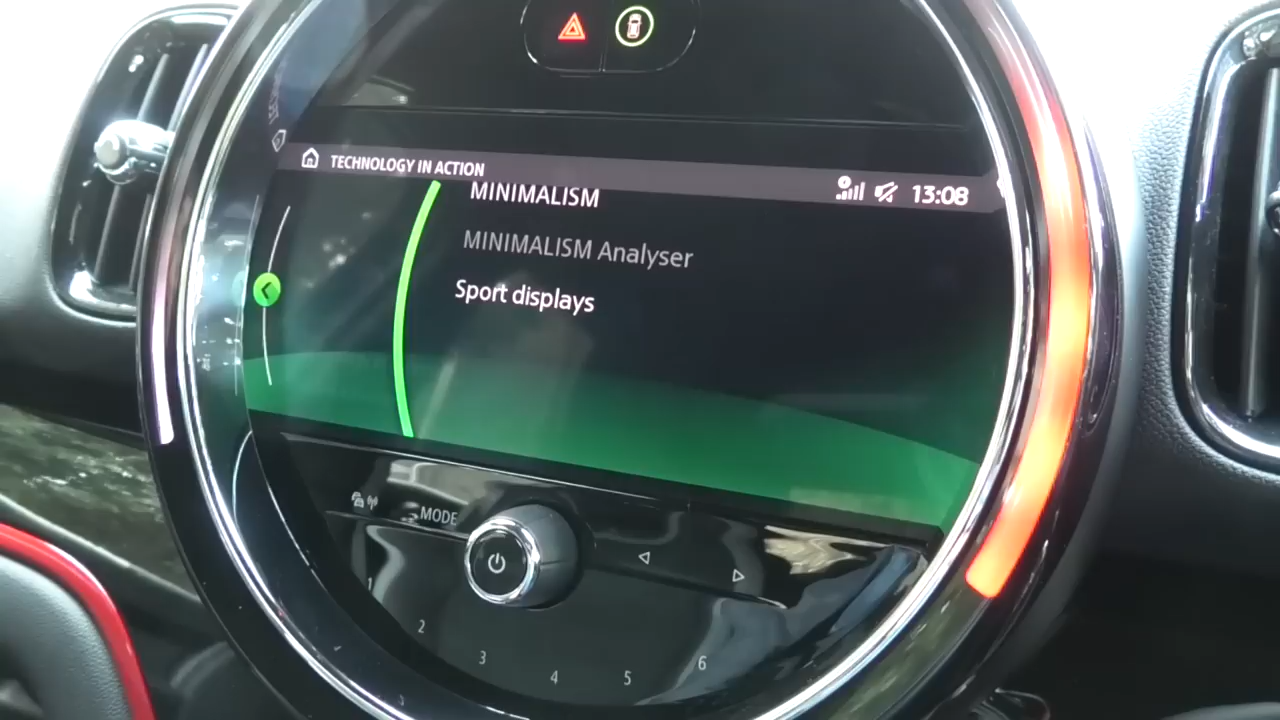 TECHNOLOGY IN ACTION
13:08
MINIMALISM
MINIMALISM Analyser
Sport displays
MODE
1
2
3
4
5
6